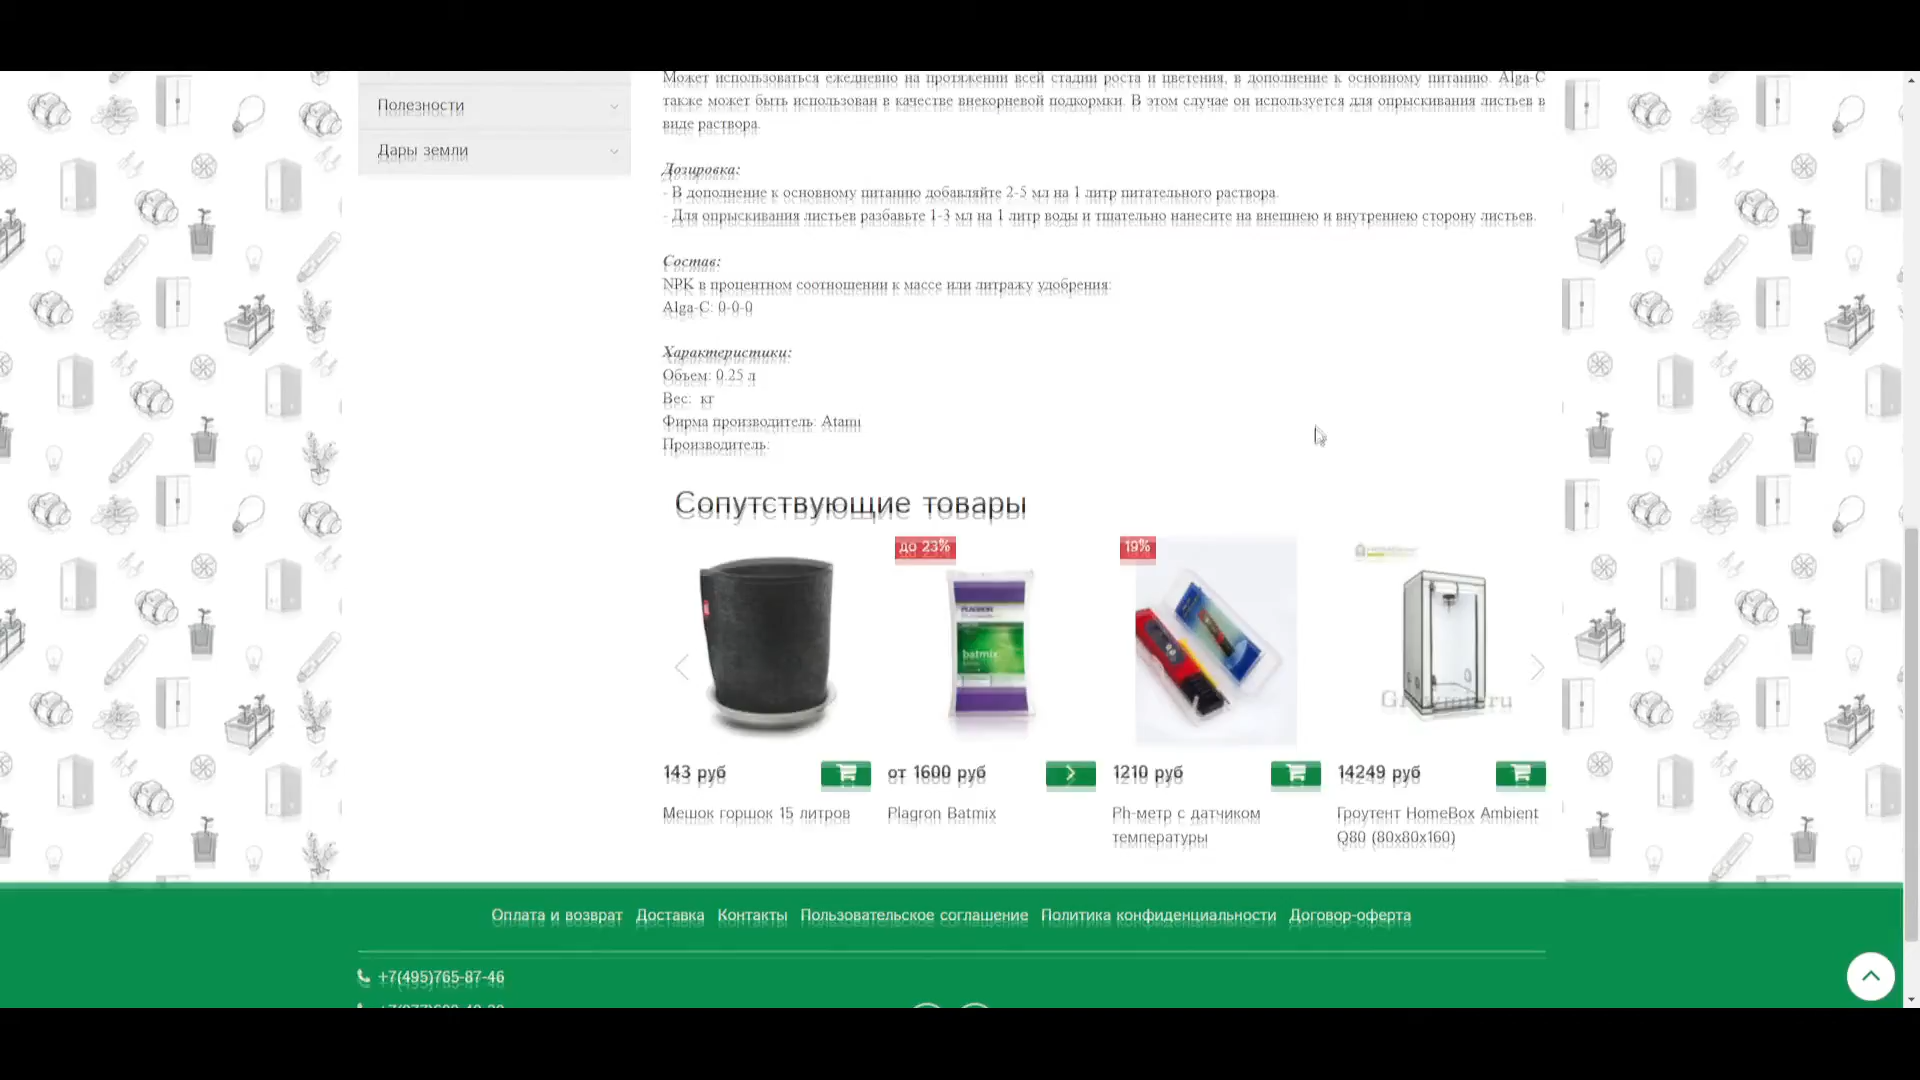 Может использоваться ежедневно на протяжении всей стадии роста и цветения, в дополнение к основному питанию. Alga-C
также может быть использован в качестве внекорневой подкормки. В этом случае он используется для опрыскивания листьев в
виде раствора.
Полезности
Дары земли
Дозировка:
- В дополнение к основному питанию добавляйте 2-5 мл на 1 литр питательного раствора.
- Для опрыскивания листьев разбавьте 1-3 мл на 1 литр воды и тщательно нанесите на внешнею и внутреннею сторону листьев.
Состав:
NPK в процентном соотношении к массе или литражу удобрения:
Alga-C: 0-0-0
Характеристики:
Объем: 0.25 л
Вес: кг
Фирма производитель: Atami
Производитель:
Сопутствующие товары
до 23%
19%
PLAGRON
batmix
143 руб
от 1600 руб
1210 руб
14249 руб
Мешок горшок 15 литров
Plagron Batmix
Ph-метр с датчиком
температуры
Гроутент HomeBox Ambient
Q80 (80x80x160)
Оплата и возврат
Доставка
Контакты
Пользовательское соглашение
Политика конфиденциальности
Договор-оферта
+7(495)765-87-46